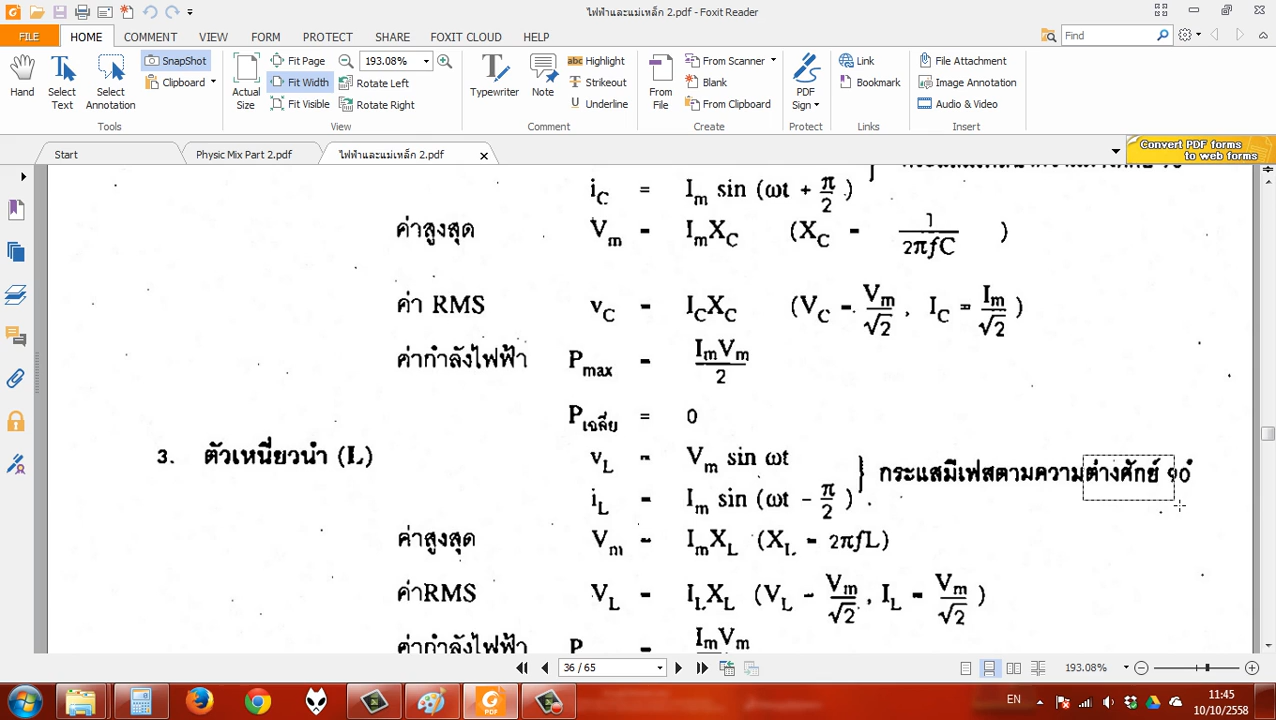 ไฟฟ้าและแม่เหล็ก 2.pdf - Foxit Reader
FILE HOME COMMENT VIEW FORM PROTECT SHARE FOXIT CLOUD HELP
Find
Hand
Select Text
Select Annotation
SnapShot
Clipboard
Tools
Actual Size
Fit Page
Fit Width
Fit Visible
193.08%
Rotate Left
Rotate Right
View
Typewriter
Note
Highlight
Strikeout
Underline
Comment
From File
From Scanner
Blank
From Clipboard
Create
PDF Sign
Protect
Link
Bookmark
Links
File Attachment
Image Annotation
Audio & Video
Insert
Start Physic Mix Part 2.pdf ไฟฟ้าและแม่เหล็ก 2.pdf
Convert PDF forms to web forms
i_C = I_m sin (ωt + π/2)
ค่าสูงสุด V_m = I_mX_C (X_C = 1/2πfC)
ค่า RMS v_C = I_CX_C (V_C = V_m/√2, I_C = I_m/√2)
ค่ากำลังไฟฟ้า P_max = I_mV_m/2
P_เฉลี่ย = 0
3. ตัวเหนี่ยวนำ (L) v_L = V_m sin ωt
} กระแสมีเฟสตามความต่างศักย์ ๙๐°
i_L = I_m sin (ωt - π/2)
ค่าสูงสุด V_m = I_mX_L (X_L = 2πfL)
ค่าRMS V_L = I_LX_L (V_L = V_m/√2, I_L = V_m/√2)
ค่ากำลังไฟฟ้า P I_mV_m
36 / 65
193.08%
EN
11:45
10/10/2558